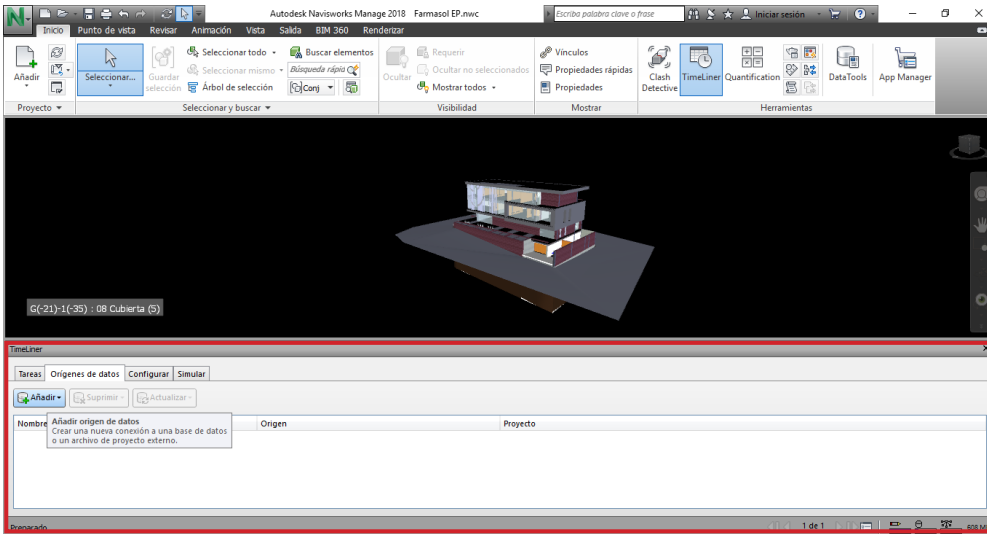 Autodesk Navisworks Manage 2018 Farmasol EP.nwc
Escriba palabra clave o frase
Iniciar sesión
Inicio Punto de vista Revisar Animación Vista Salida BIM 360 Renderizar
Añadir
Seleccionar...
Guardar selección
Seleccionar todo
Seleccionar mismo
Árbol de selección
Buscar elementos
Búsqueda rápia
Conj
Ocultar
Requerir
Ocultar no seleccionados
Mostrar todos
Vínculos
Propiedades rápidas
Propiedades
Clash Detective
TimeLiner
Quantification
DataTools
App Manager
Proyecto Seleccionar y buscar Visibilidad Mostrar Herramientas
G(-21)-1(-35) : 08 Cubierta (5)
TimeLiner
Tareas Orígenes de datos Configurar Simular
Añadir Suprimir Actualizar
Nombre Origen Proyecto
Añadir origen de datos
Crear una nueva conexión a una base de datos
o un archivo de proyecto externo.
Preparado 1 de 1